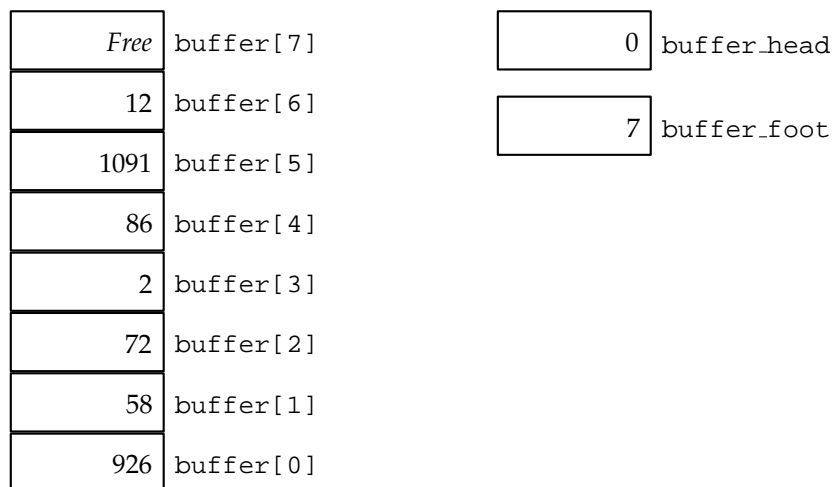 Free buffer[7]
12 buffer[6]
1091 buffer[5]
86 buffer[4]
2 buffer[3]
72 buffer[2]
58 buffer[1]
926 buffer[0]
0 buffer_head
7 buffer_foot